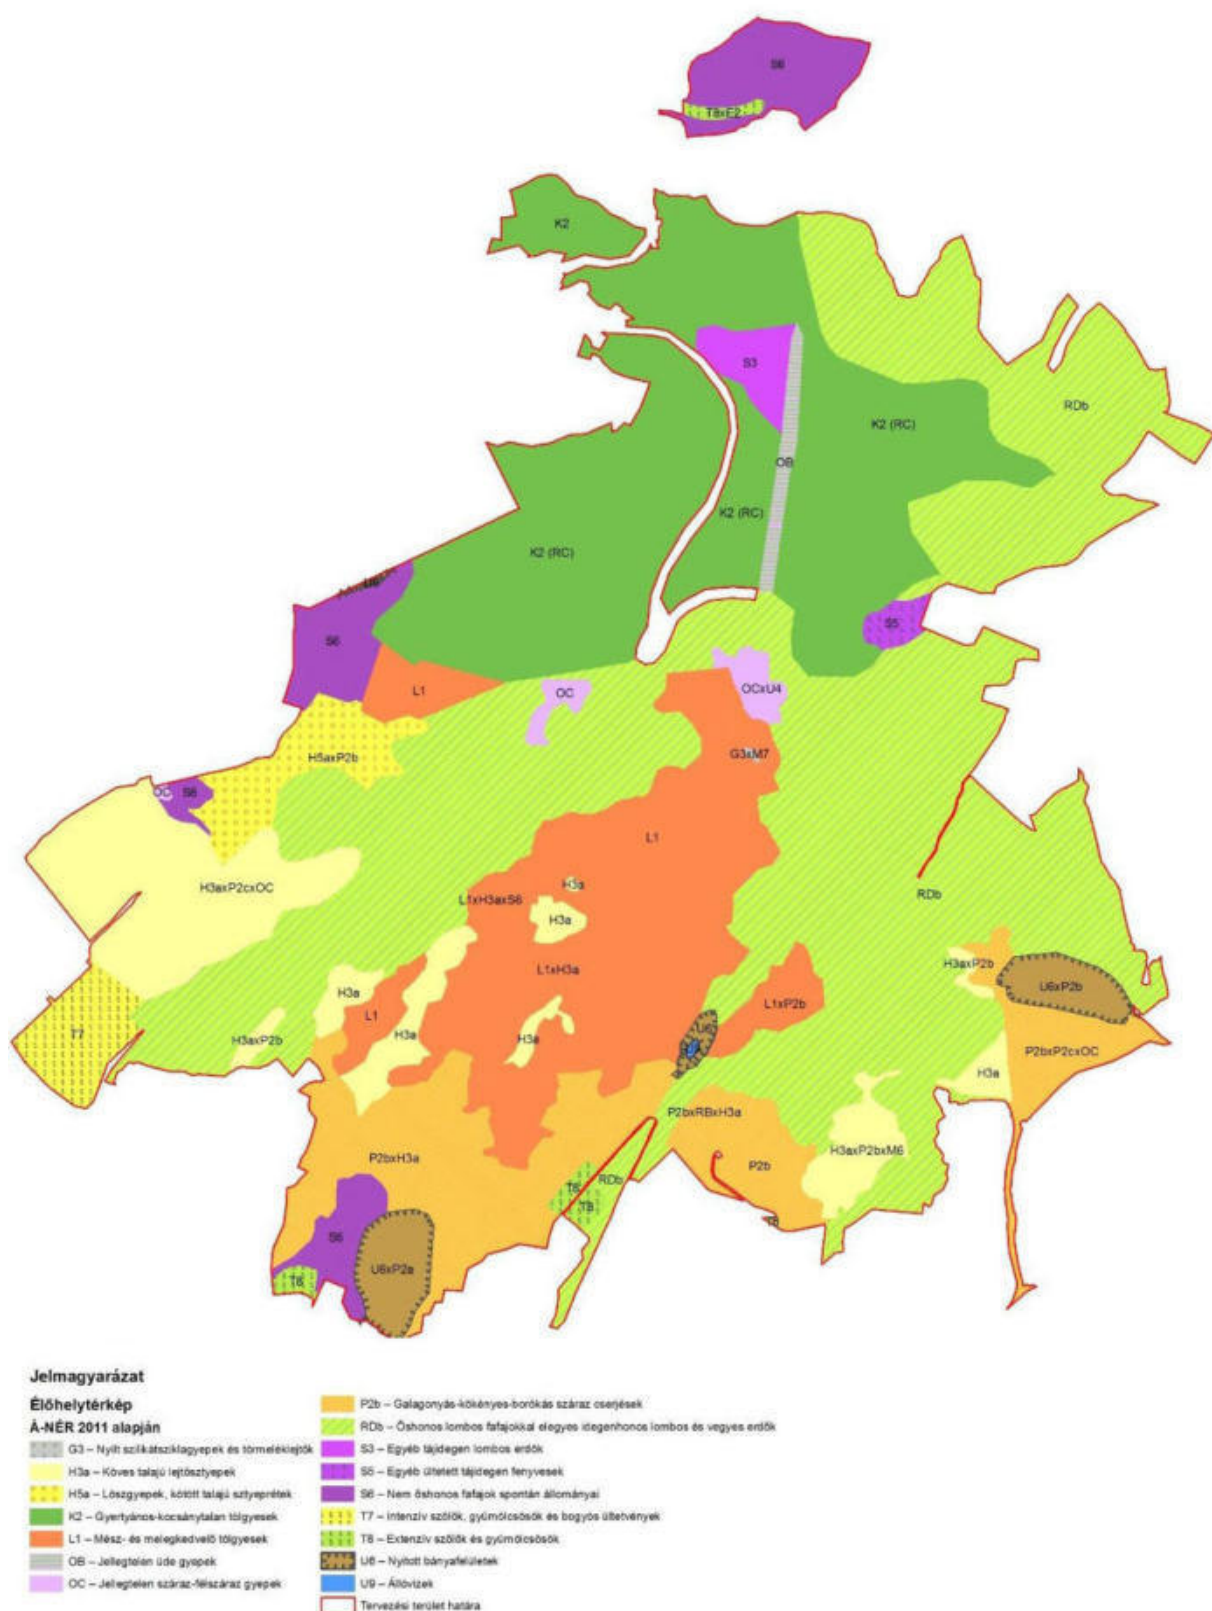 S6
T8xE2
K2
S3
RDb
K2 (RC)
OB
K2 (RC)
K2 (RC)
S6
S5
L1
OC
OCxU4
G3xM7
H5axP2b
OC
S6
L1
H3axP2cxOC
H3a
L1xH3axS6
RDb
H3a
H3axP2b
L1xH3a
H3a
U6xP2b
L1xP2b
L1
T7
H3a
U6
H3axP2b
H3a
P2bxP2cxOC
H3a
P2bxRBxH3a
H3axP2bxM6
P2bxH3a
P2b
RDb
T8
T8
T8
S6
U6xP2a
T8
Jelmagyarázat
Élőhelytérkép
Á-NÉR 2011 alapján
G3 – Nyílt szilikátsziklagyepek és törmeléklejtők
H3a – Köves talajú lejtősztyepek
H5a – Löszgyepek, kötött talajú sztyeprétek
K2 – Gyertyános-kocsánytalan tölgyesek
L1 – Mész- és melegkedvelő tölgyesek
OB – Jellegtelen üde gyepek
OC – Jellegtelen száraz-félszáraz gyepek
P2b – Galagonyás-kökényes-borókás száraz cserjések
RDb – Őshonos lombos fafajokkal elegyes idegenhonos lombos és vegyes erdők
S3 – Egyéb tájidegen lombos erdők
S5 – Egyéb ültetett tájidegen fenyvesek
S6 – Nem őshonos fafajok spontán állományai
T7 – Intenzív szőlők, gyümölcsösök és bogyós ültetvények
T8 – Extenzív szőlők és gyümölcsösök
U6 – Nyitott bányafelületek
U9 – Állóvizek
Tervezési terület határa